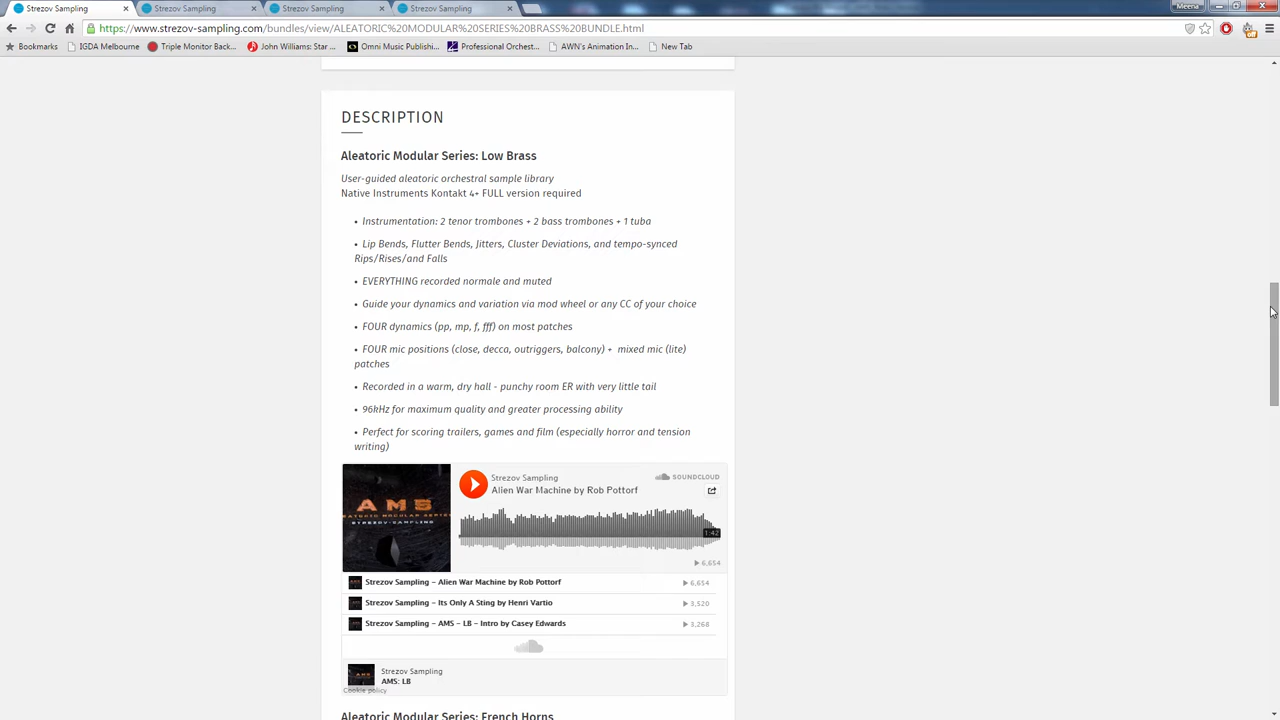 Strezov Sampling
Strezov Sampling
Strezov Sampling
Strezov Sampling
Meena
https://www.strezov-sampling.com/bundles/view/ALEATORIC%20MODULAR%20SERIES%20BRASS%20BUNDLE.html
off
Bookmarks
IGDA Melbourne
Triple Monitor Back...
John Williams: Star ...
Omni Music Publishi...
Professional Orchest...
AWN's Animation In...
New Tab
DESCRIPTION
Aleatoric Modular Series: Low Brass
User-guided aleatoric orchestral sample library
Native Instruments Kontakt 4+ FULL version required
• Instrumentation: 2 tenor trombones + 2 bass trombones + 1 tuba
• Lip Bends, Flutter Bends, Jitters, Cluster Deviations, and tempo-synced
Rips/Rises/and Falls
• EVERYTHING recorded normale and muted
• Guide your dynamics and variation via mod wheel or any CC of your choice
• FOUR dynamics (pp, mp, f, fff) on most patches
• FOUR mic positions (close, decca, outriggers, balcony) + mixed mic (lite)
patches
• Recorded in a warm, dry hall - punchy room ER with very little tail
• 96kHz for maximum quality and greater processing ability
• Perfect for scoring trailers, games and film (especially horror and tension
writing)
AMS
STREZOV-SAMPLING
Strezov Sampling
SOUNDCLOUD
Alien War Machine by Rob Pottorf
1:42
6,654
Strezov Sampling – Alien War Machine by Rob Pottorf
6,654
Strezov Sampling – Its Only A Sting by Henri Vartio
3,520
Strezov Sampling – AMS – LB – Intro by Casey Edwards
3,268
Strezov Sampling
AMS: LB
Cookie policy
Aleatoric Modular Series: French Horns